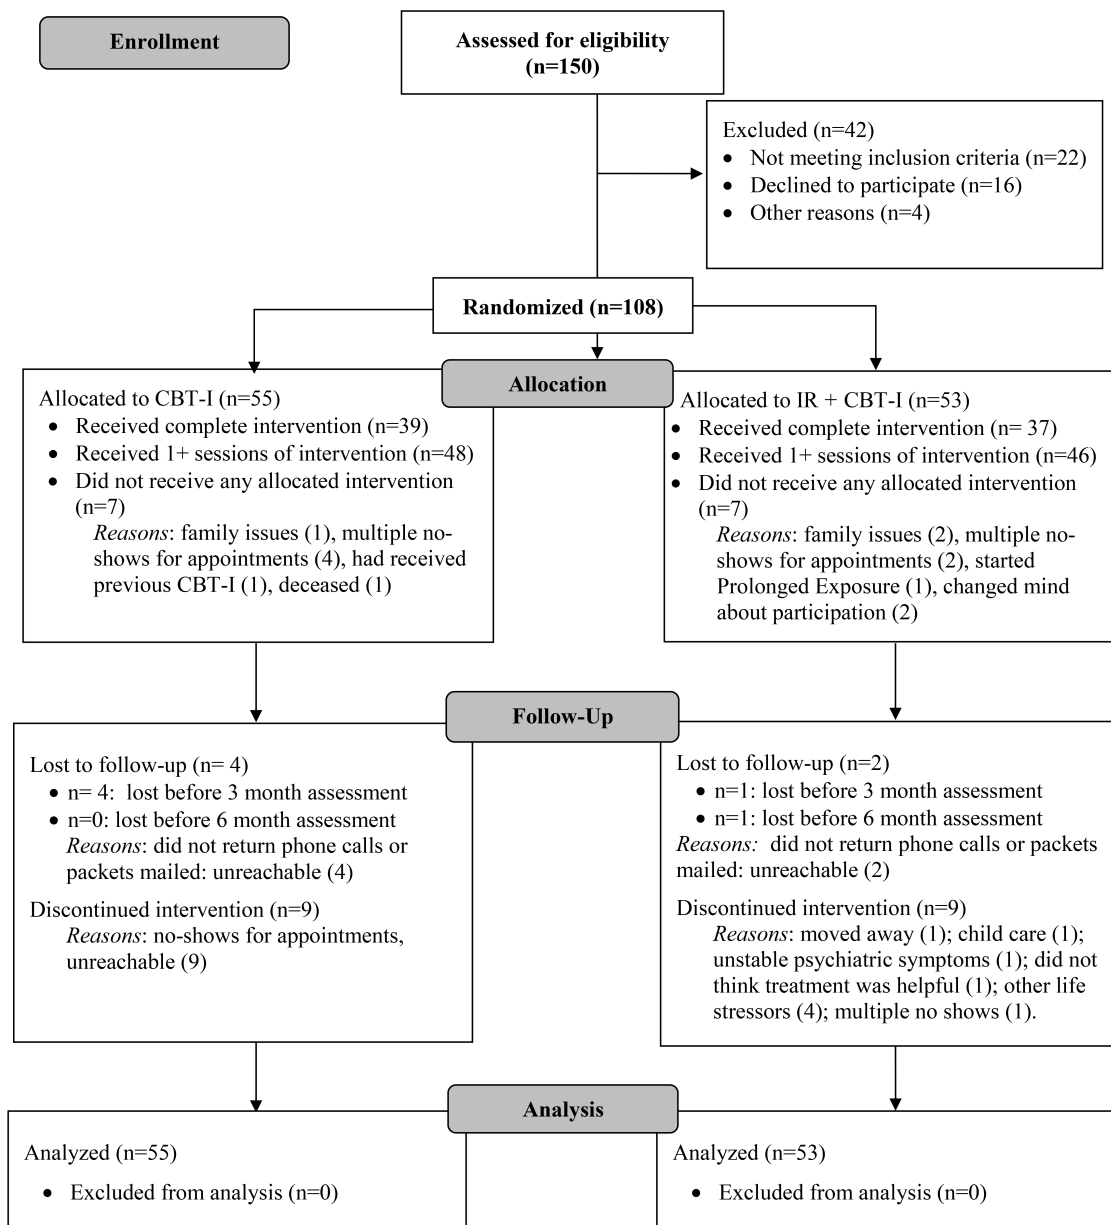 Enrollment
Assessed for eligibility
(n=150)
Excluded (n=42)
• Not meeting inclusion criteria (n=22)
• Declined to participate (n=16)
• Other reasons (n=4)
Randomized (n=108)
Allocation
Allocated to CBT-I (n=55)
• Received complete intervention (n=39)
• Received 1+ sessions of intervention (n=48)
• Did not receive any allocated intervention
(n=7)
Reasons: family issues (1), multiple no-
shows for appointments (4), had received
previous CBT-I (1), deceased (1)
Allocated to IR + CBT-I (n=53)
• Received complete intervention (n= 37)
• Received 1+ sessions of intervention (n=46)
• Did not receive any allocated intervention
(n=7)
Reasons: family issues (2), multiple no-
shows for appointments (2), started
Prolonged Exposure (1), changed mind
about participation (2)
Follow-Up
Lost to follow-up (n= 4)
• n= 4: lost before 3 month assessment
• n=0: lost before 6 month assessment
Reasons: did not return phone calls or
packets mailed: unreachable (4)
Discontinued intervention (n=9)
Reasons: no-shows for appointments,
unreachable (9)
Lost to follow-up (n=2)
• n=1: lost before 3 month assessment
• n=1: lost before 6 month assessment
Reasons: did not return phone calls or packets
mailed: unreachable (2)
Discontinued intervention (n=9)
Reasons: moved away (1); child care (1);
unstable psychiatric symptoms (1); did not
think treatment was helpful (1); other life
stressors (4); multiple no shows (1).
Analysis
Analyzed (n=55)
• Excluded from analysis (n=0)
Analyzed (n=53)
• Excluded from analysis (n=0)